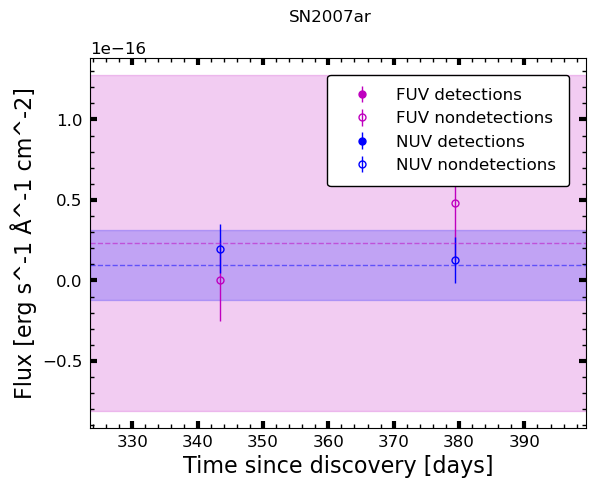 SN2007ar
1e−16
FUV detections
FUV nondetections
NUV detections
NUV nondetections
1.0
0.5
0.0
−0.5
Flux [erg s^-1 Å^-1 cm^-2]
330 340 350 360 370 380 390
Time since discovery [days]